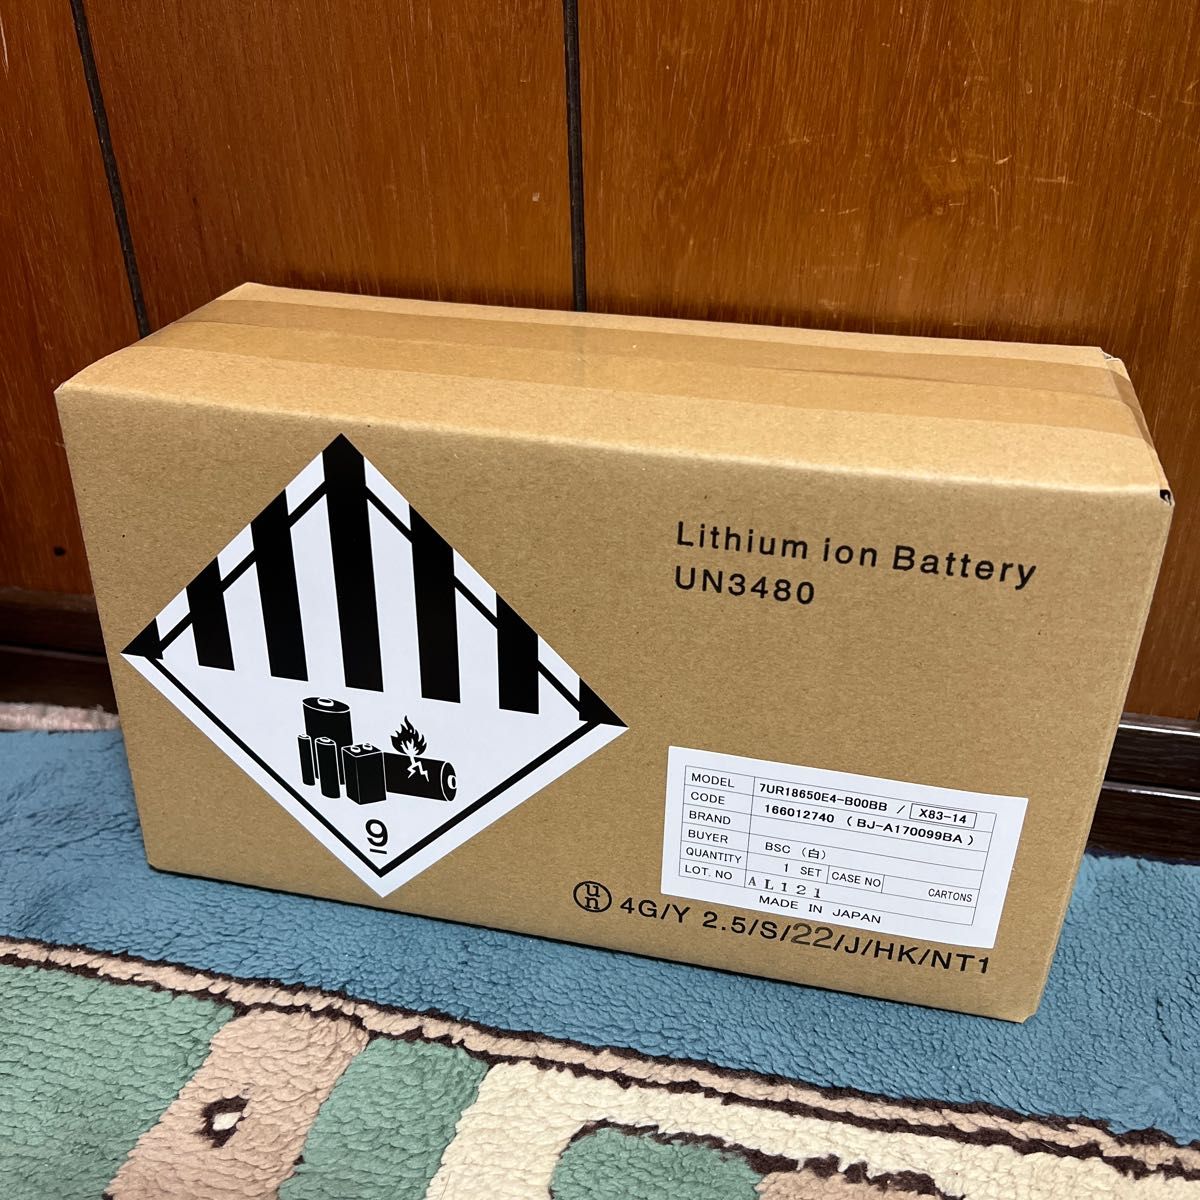 Lithium ion Battery
UN3480
9
MODEL 7UR18650E4-B00BB / X83-14
CODE 166012740 (BJ-A170099BA)
BRAND
BUYER BSC (白)
QUANTITY 1 SET CASE NO CARTONS
LOT. NO AL121
MADE IN JAPAN
un 4G/Y 2.5/S/22/J/HK/NT1